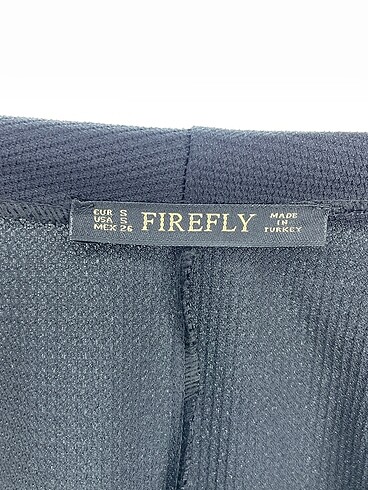 EUR S
USA S
MEX 26
FIREFLY
MADE
IN
TURKEY